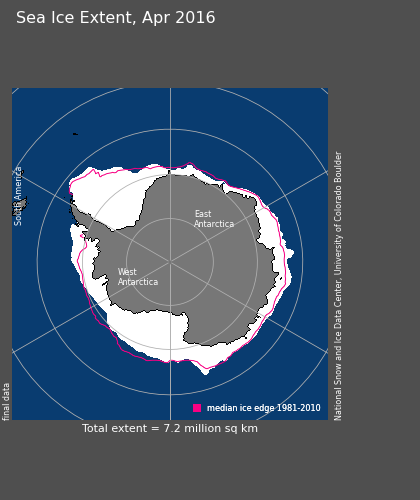 Sea Ice Extent, Apr 2016
South America
East
Antarctica
West
Antarctica
National Snow and Ice Data Center, University of Colorado Boulder
final data
median ice edge 1981-2010
Total extent = 7.2 million sq km